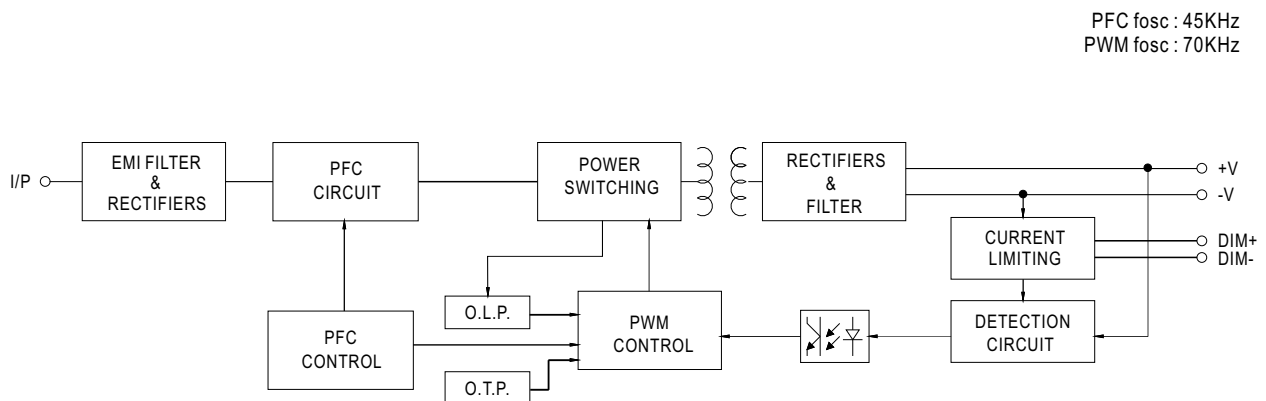 PFC fosc : 45KHz
PWM fosc : 70KHz
I/P
EMI FILTER
&
RECTIFIERS
PFC
CIRCUIT
POWER
SWITCHING
RECTIFIERS
&
FILTER
+V
-V
CURRENT
LIMITING
DIM+
DIM-
O.L.P.
PFC
CONTROL
PWM
CONTROL
DETECTION
CIRCUIT
O.T.P.